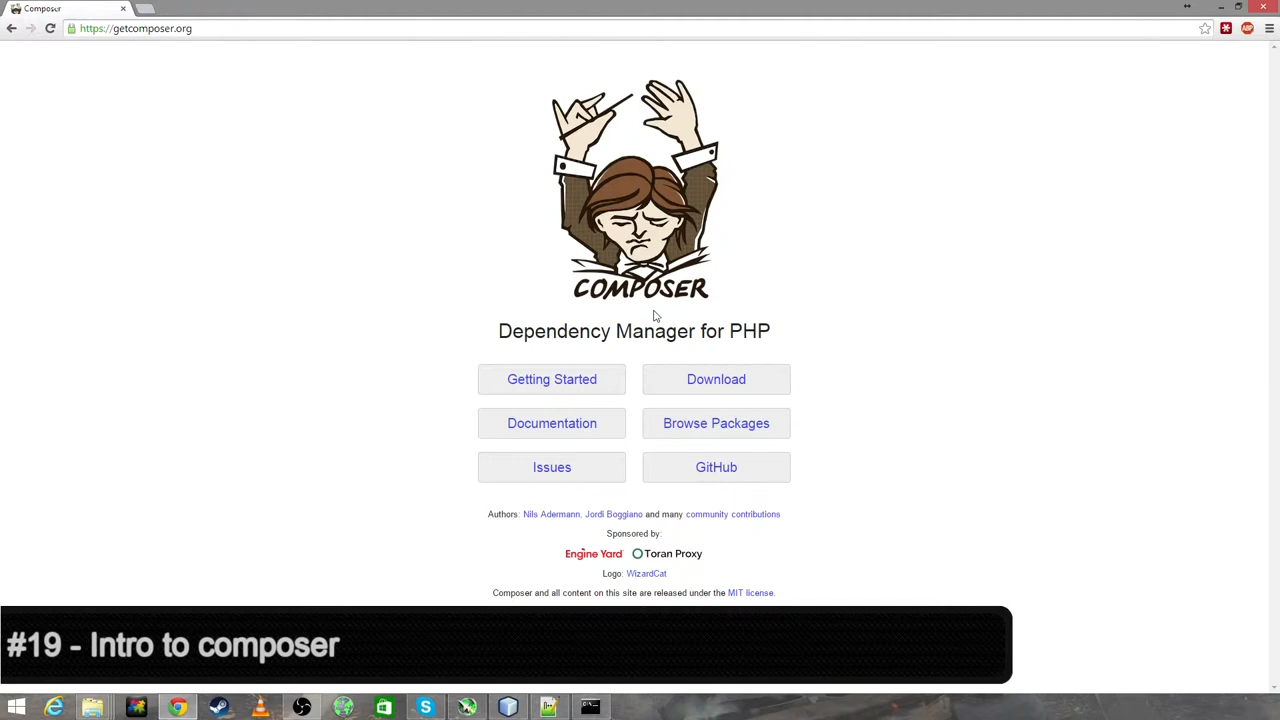 Composer
https://getcomposer.org
ABP
COMPOSER
Dependency Manager for PHP
Getting Started
Download
Documentation
Browse Packages
Issues
GitHub
Authors: Nils Adermann, Jordi Boggiano and many community contributions
Sponsored by:
Engine Yard
Toran Proxy
Logo: WizardCat
Composer and all content on this site are released under the MIT license.
#19 - Intro to composer